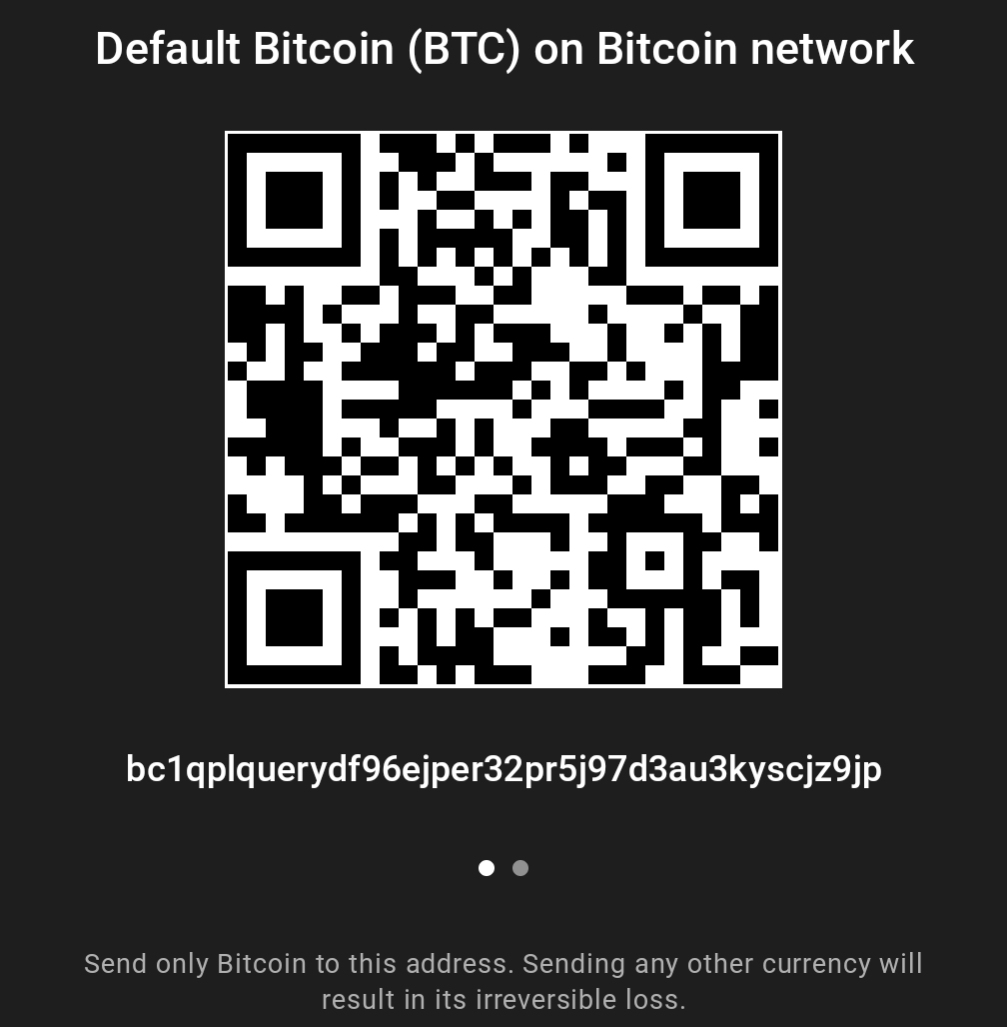 Default Bitcoin (BTC) on Bitcoin network
bc1qplquerydf96ejper32pr5j97d3au3kyscjz9jp
Send only Bitcoin to this address. Sending any other currency will
result in its irreversible loss.